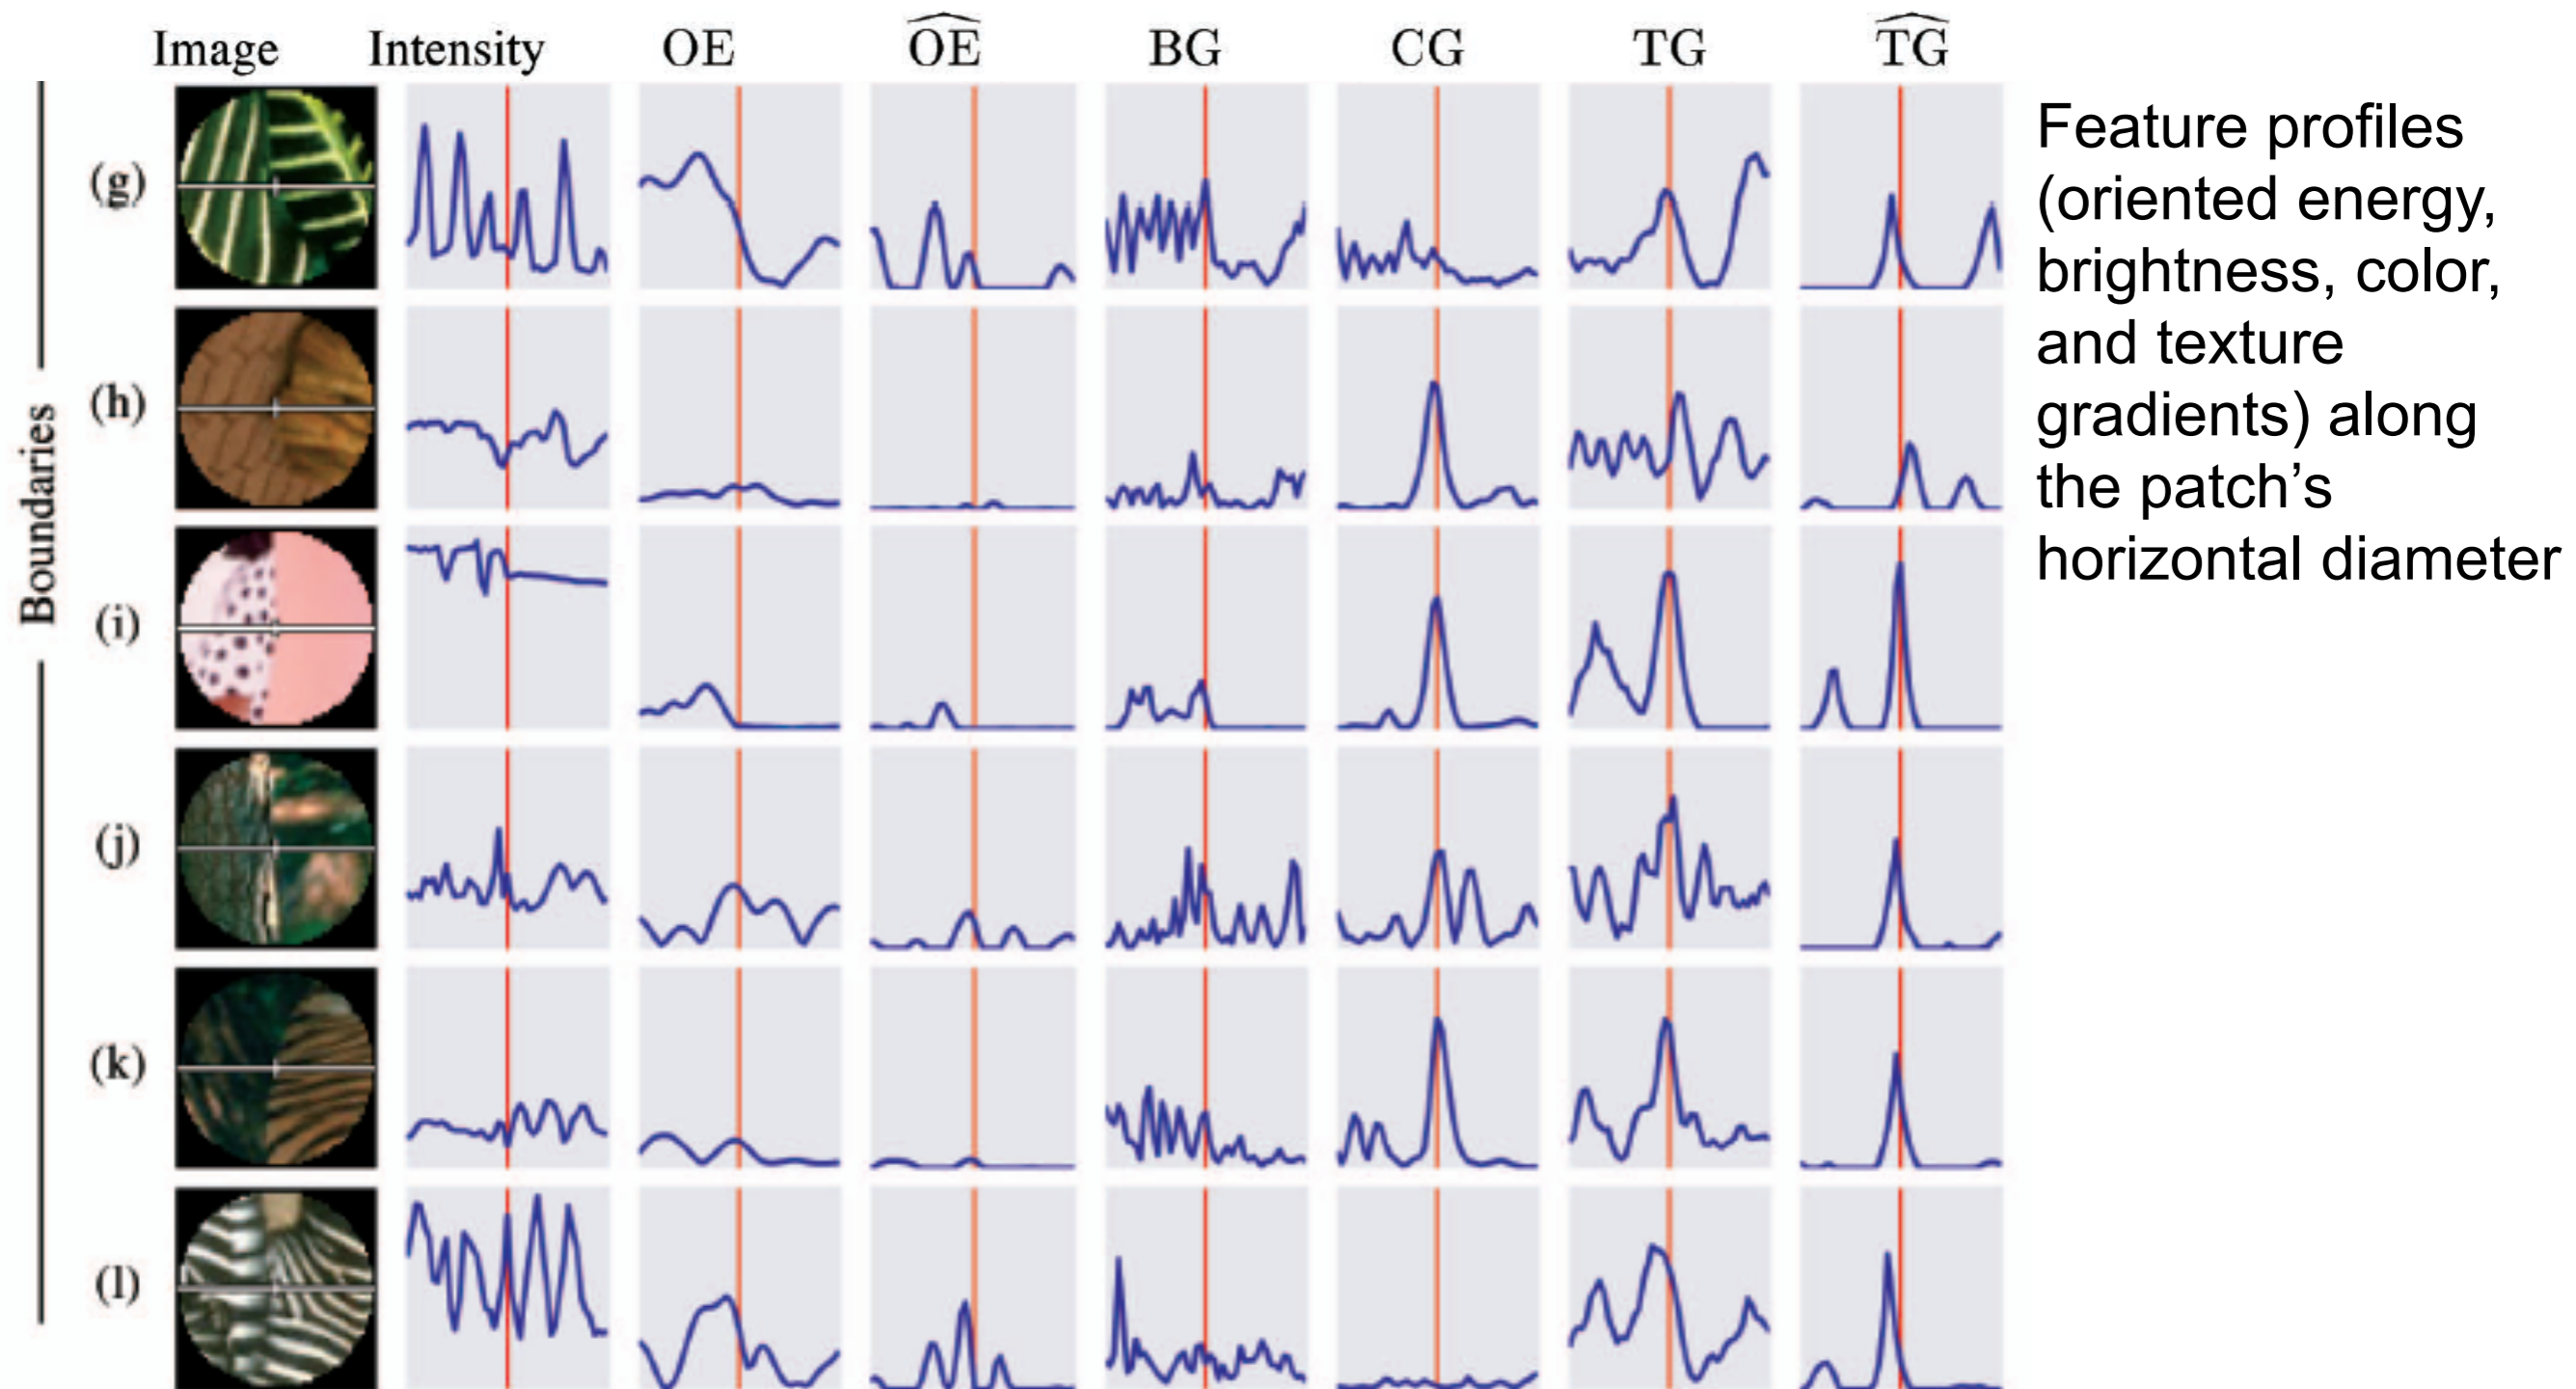 Image Intensity OE OE BG CG TG TG
Boundaries
(g)
(h)
(i)
(j)
(k)
(l)
Feature profiles
(oriented energy,
brightness, color,
and texture
gradients) along
the patch’s
horizontal diameter